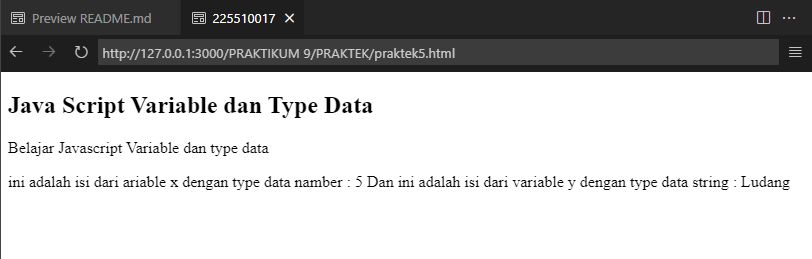 Preview README.md
225510017
http://127.0.0.1:3000/PRAKTIKUM 9/PRAKTEK/praktek5.html
Java Script Variable dan Type Data
Belajar Javascript Variable dan type data
ini adalah isi dari ariable x dengan type data namber : 5 Dan ini adalah isi dari variable y dengan type data string : Ludang